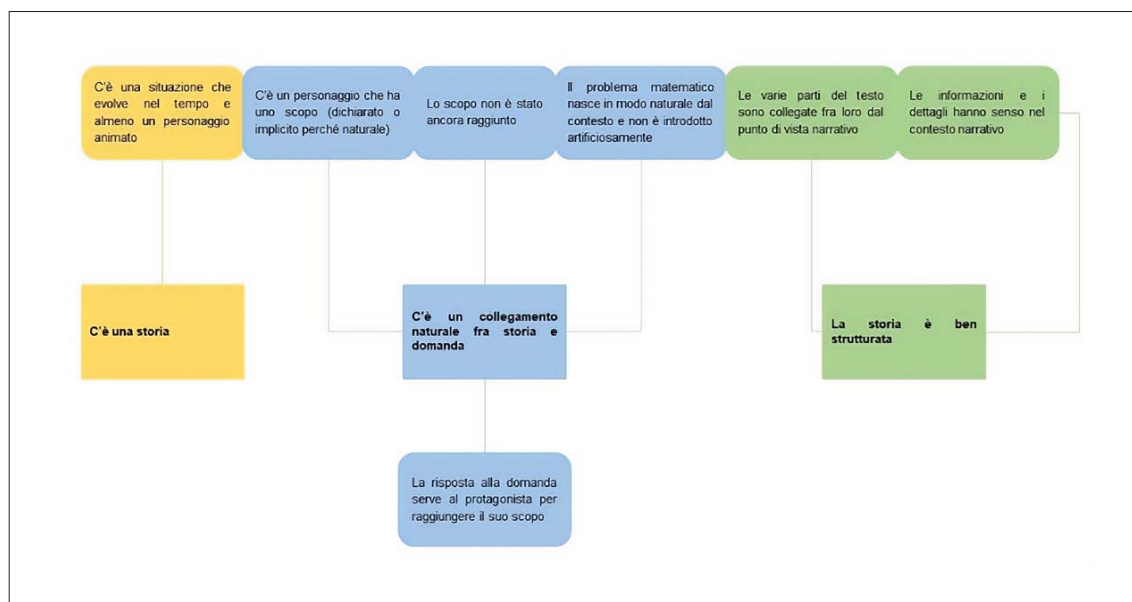 C'è una situazione che
evolve nel tempo e
almeno un personaggio
animato
C'è un personaggio che ha
uno scopo (dichiarato o
implicito perché naturale)
Lo scopo non è stato
ancora raggiunto
Il problema matematico
nasce in modo naturale dal
contesto e non è introdotto
artificiosamente
Le varie parti del testo
sono collegate fra loro dal
punto di vista narrativo
Le informazioni e i
dettagli hanno senso nel
contesto narrativo
C'è una storia
C'è un collegamento
naturale fra storia e
domanda
La storia è ben
strutturata
La risposta alla domanda
serve al protagonista per
raggiungere il suo scopo